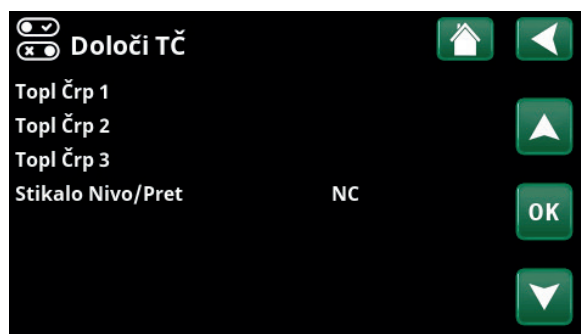 Določi TČ
Topl Črp 1
Topl Črp 2
Topl Črp 3
Stikalo Nivo/Pret NC
OK